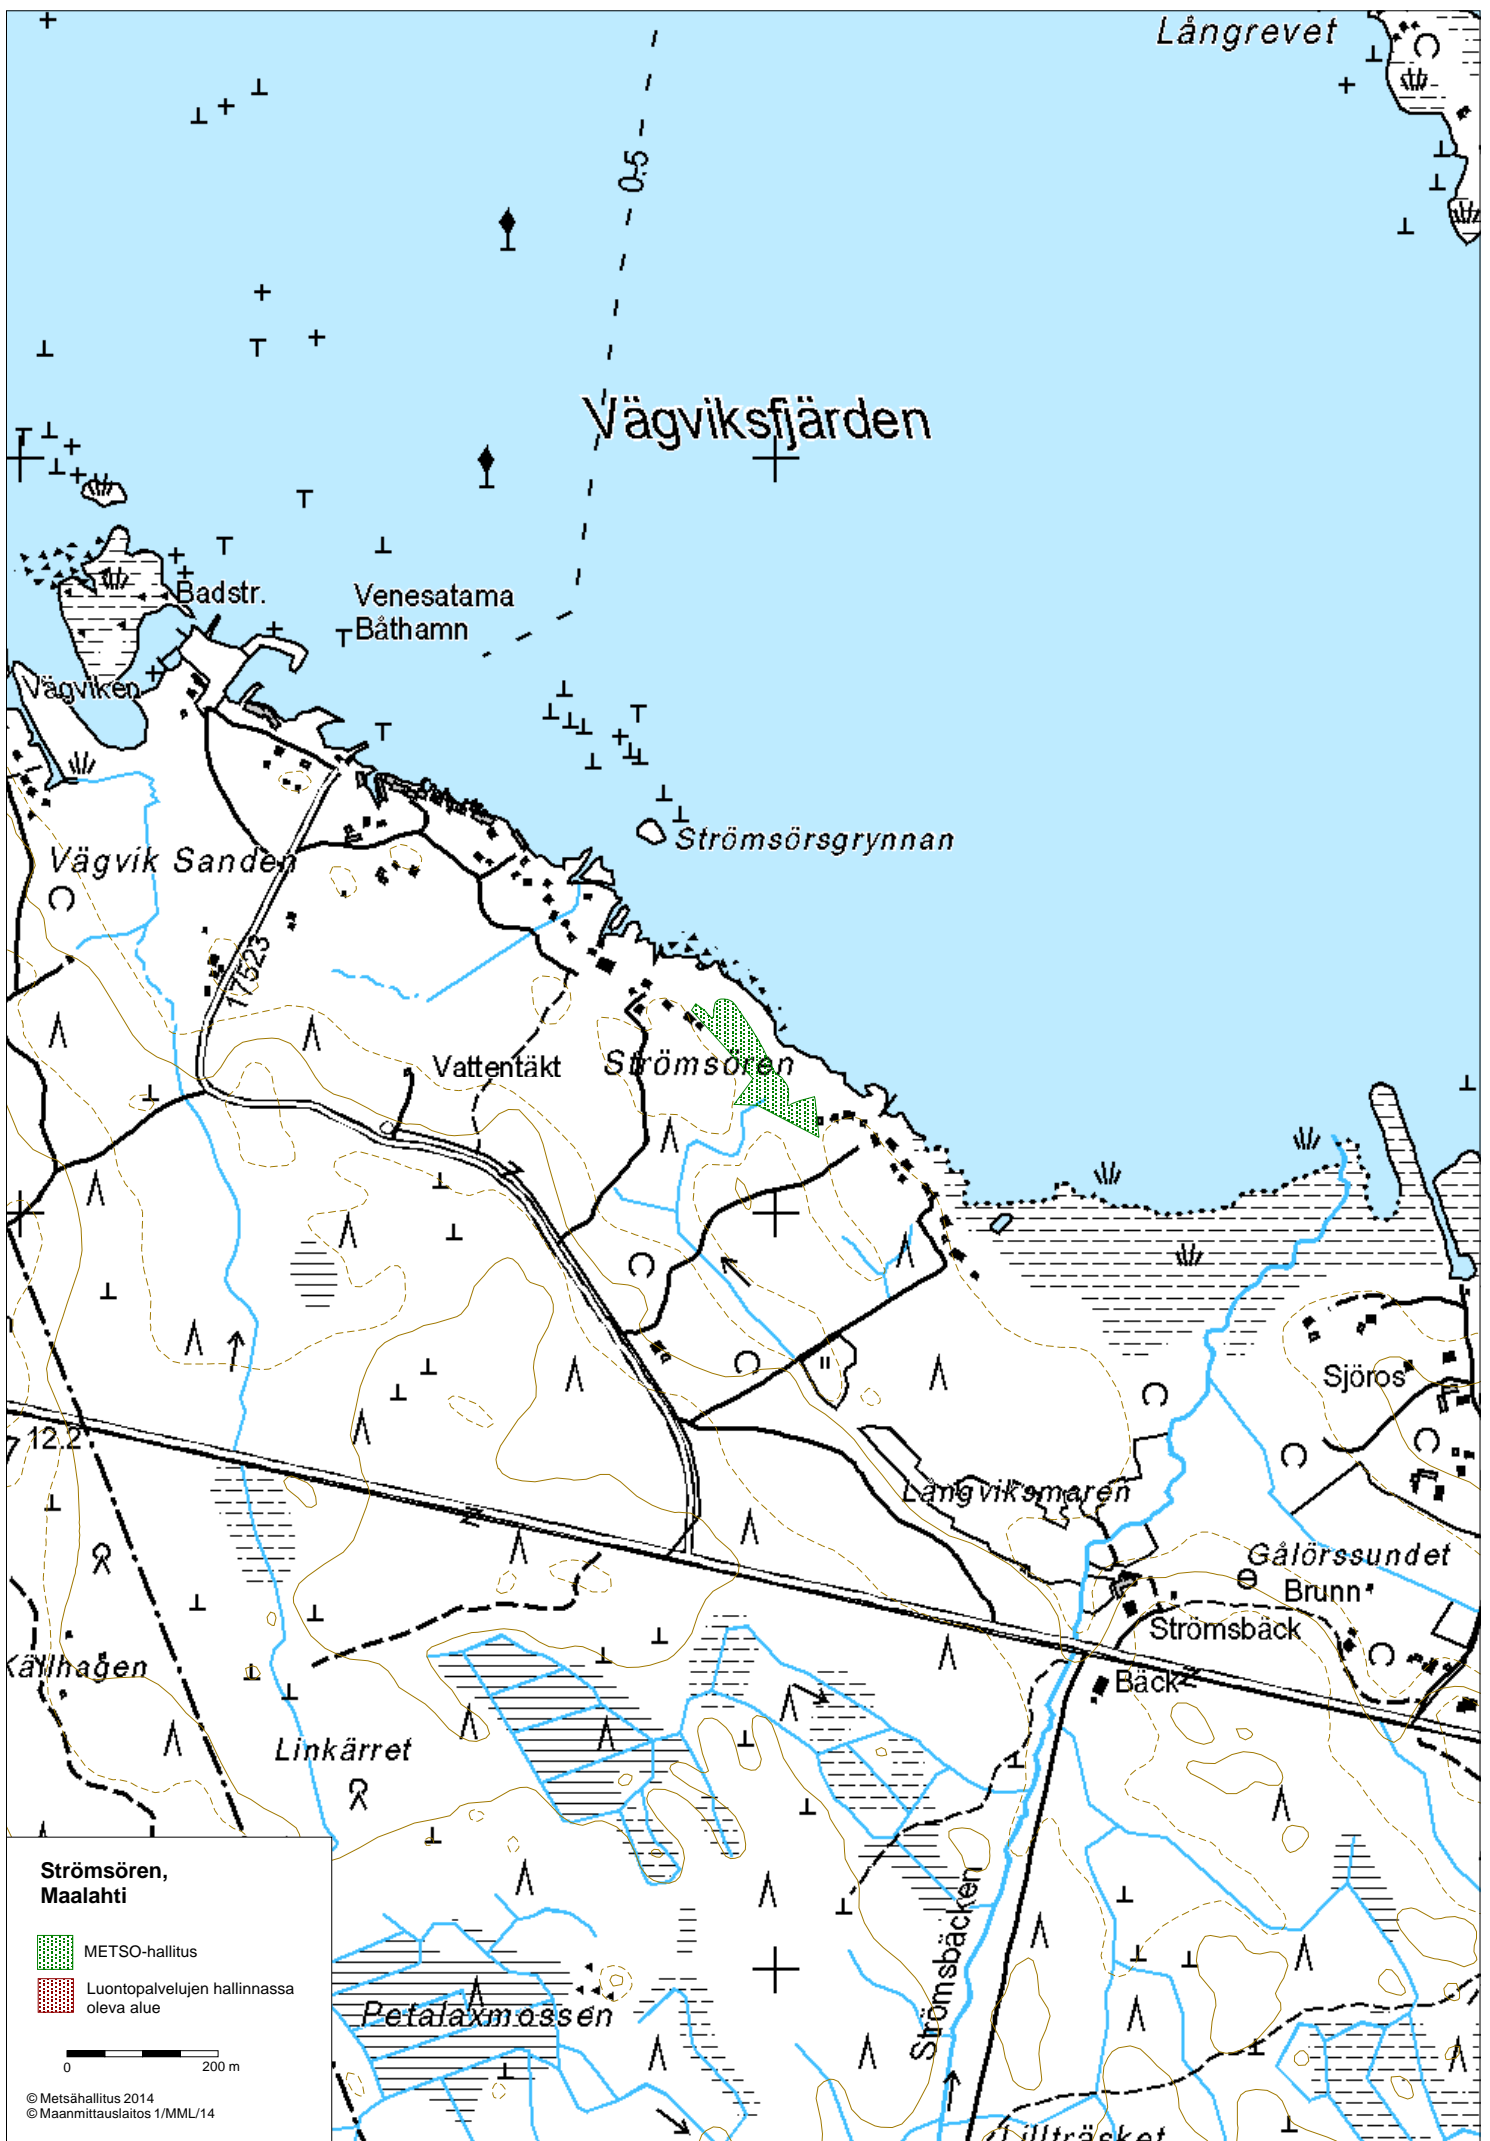 Långrevet
0.5
Vägviksfjärden
Badstr.
Venesatama
Båthamn
Vägviken
Strömsörsgrynnan
Vägvik Sanden
17523
Vattentäkt
Strömsören
Sjöros
12.2
Långviksmaren
Gålörssundet
Brunn
Strömsbäck
Källhagen
Bäck
Linkärret
Strömsbäcken
Petalaxmossen
Lillträsket
Strömsören,
Maalahti
METSO-hallitus
Luontopalvelujen hallinnassa
oleva alue
0 200 m
© Metsähallitus 2014
© Maanmittauslaitos 1/MML/14